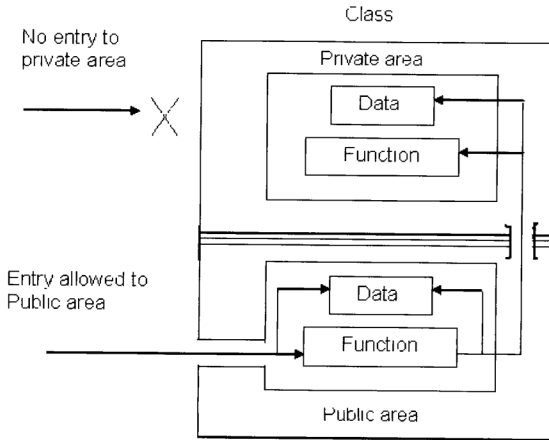 Class
No entry to
private area
Private area
Data
Function
Entry allowed to
Public area
Data
Function
Public area